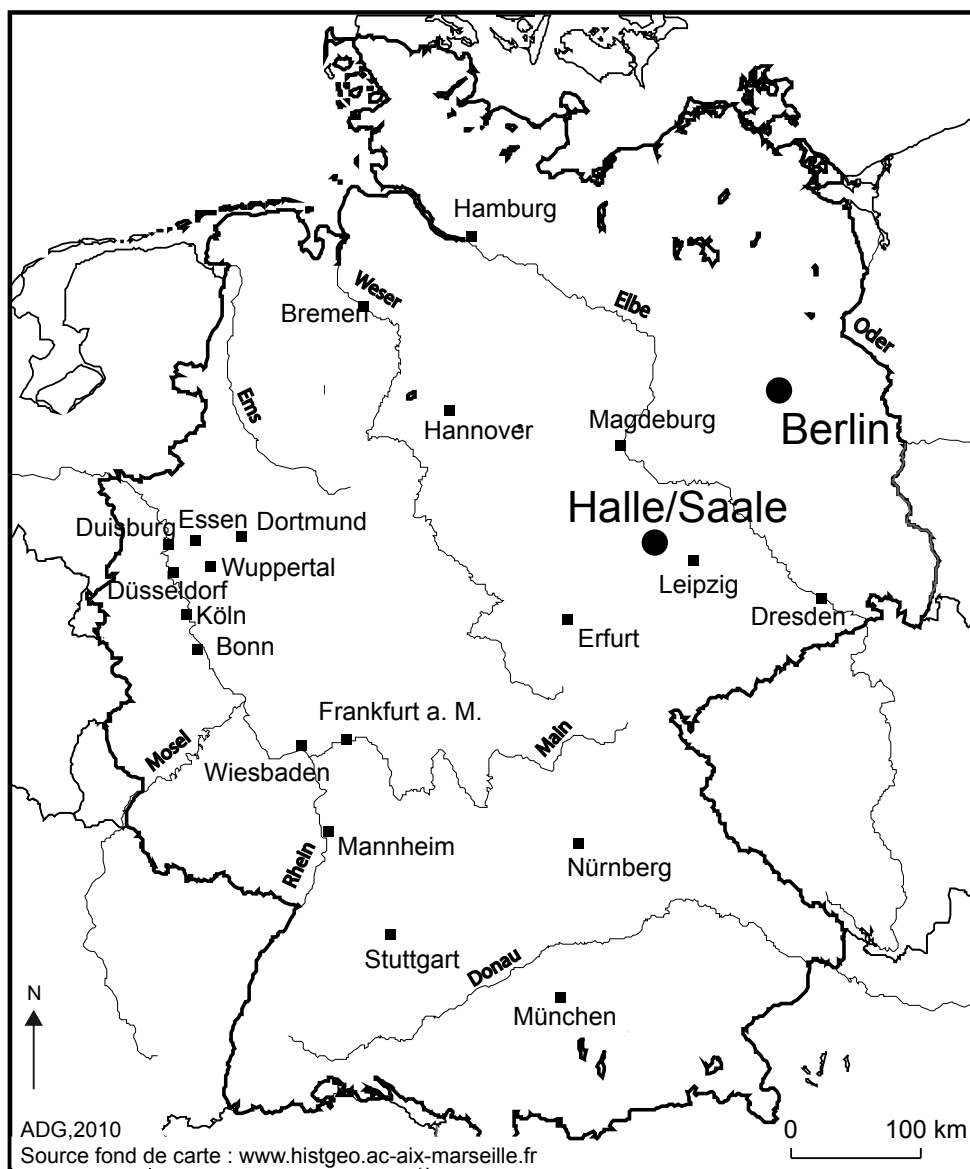 Hamburg
Weser
Elbe
Bremen
Oder
Ems
Berlin
Hannover
Magdeburg
Halle/Saale
Duisburg
Essen
Dortmund
Wuppertal
Leipzig
Düsseldorf
Dresden
Köln
Erfurt
Bonn
Frankfurt a. M.
Main
Mosel
Wiesbaden
Mannheim
Rhein
Nürnberg
Stuttgart
Donau
München
N
ADG,2010
0 100 km
Source fond de carte : www.histgeo.ac-aix-marseille.fr